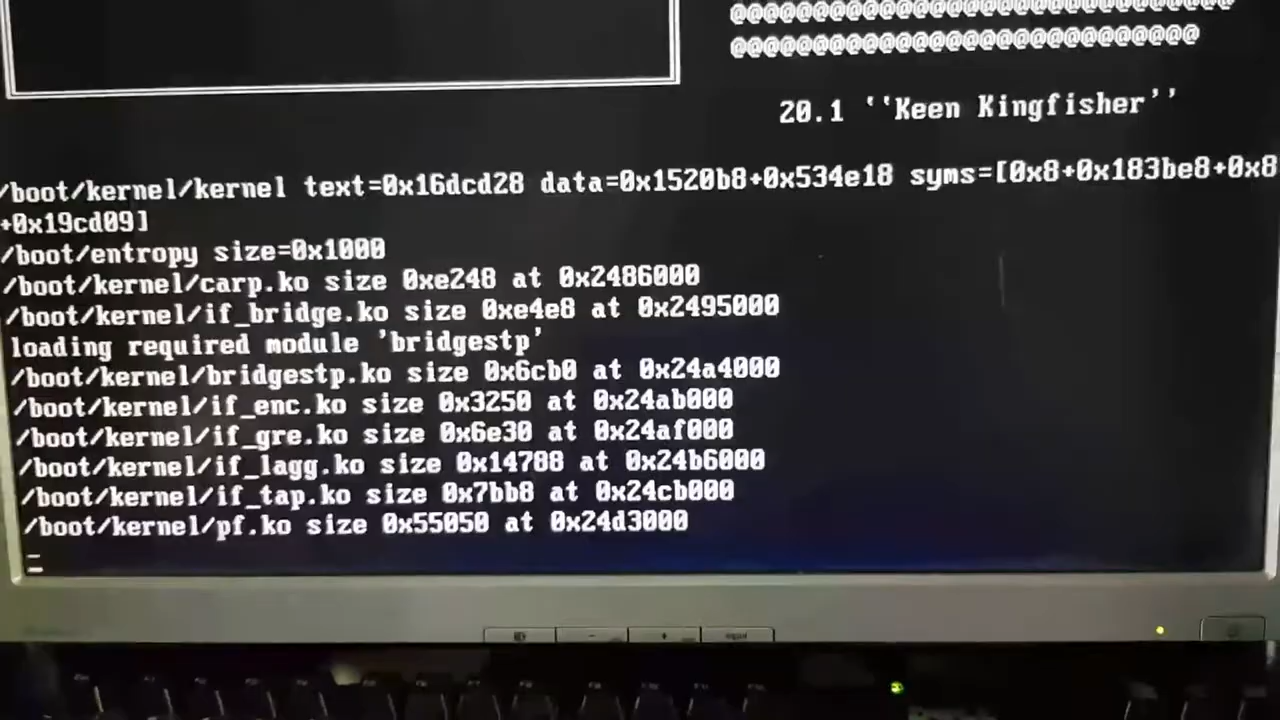 @@@@@@@@@@@@@@@@@@@@@@@@@@@@@@
@@@@@@@@@@@@@@@@@@@@@@@@@@@@
20.1 ``Keen Kingfisher''
/boot/kernel/kernel text=0x16dcd28 data=0x1520b8+0x534e18 syms=[0x8+0x183be8+0x8
+0x19cd09]
/boot/entropy size=0x1000
/boot/kernel/carp.ko size 0xe248 at 0x2486000
/boot/kernel/if_bridge.ko size 0xe4e8 at 0x2495000
loading required module 'bridgestp'
/boot/kernel/bridgestp.ko size 0x6cb0 at 0x24a4000
/boot/kernel/if_enc.ko size 0x3250 at 0x24ab000
/boot/kernel/if_gre.ko size 0x6e30 at 0x24af000
/boot/kernel/if_lagg.ko size 0x14788 at 0x24b6000
/boot/kernel/if_tap.ko size 0x7bb8 at 0x24cb000
/boot/kernel/pf.ko size 0x55050 at 0x24d3000